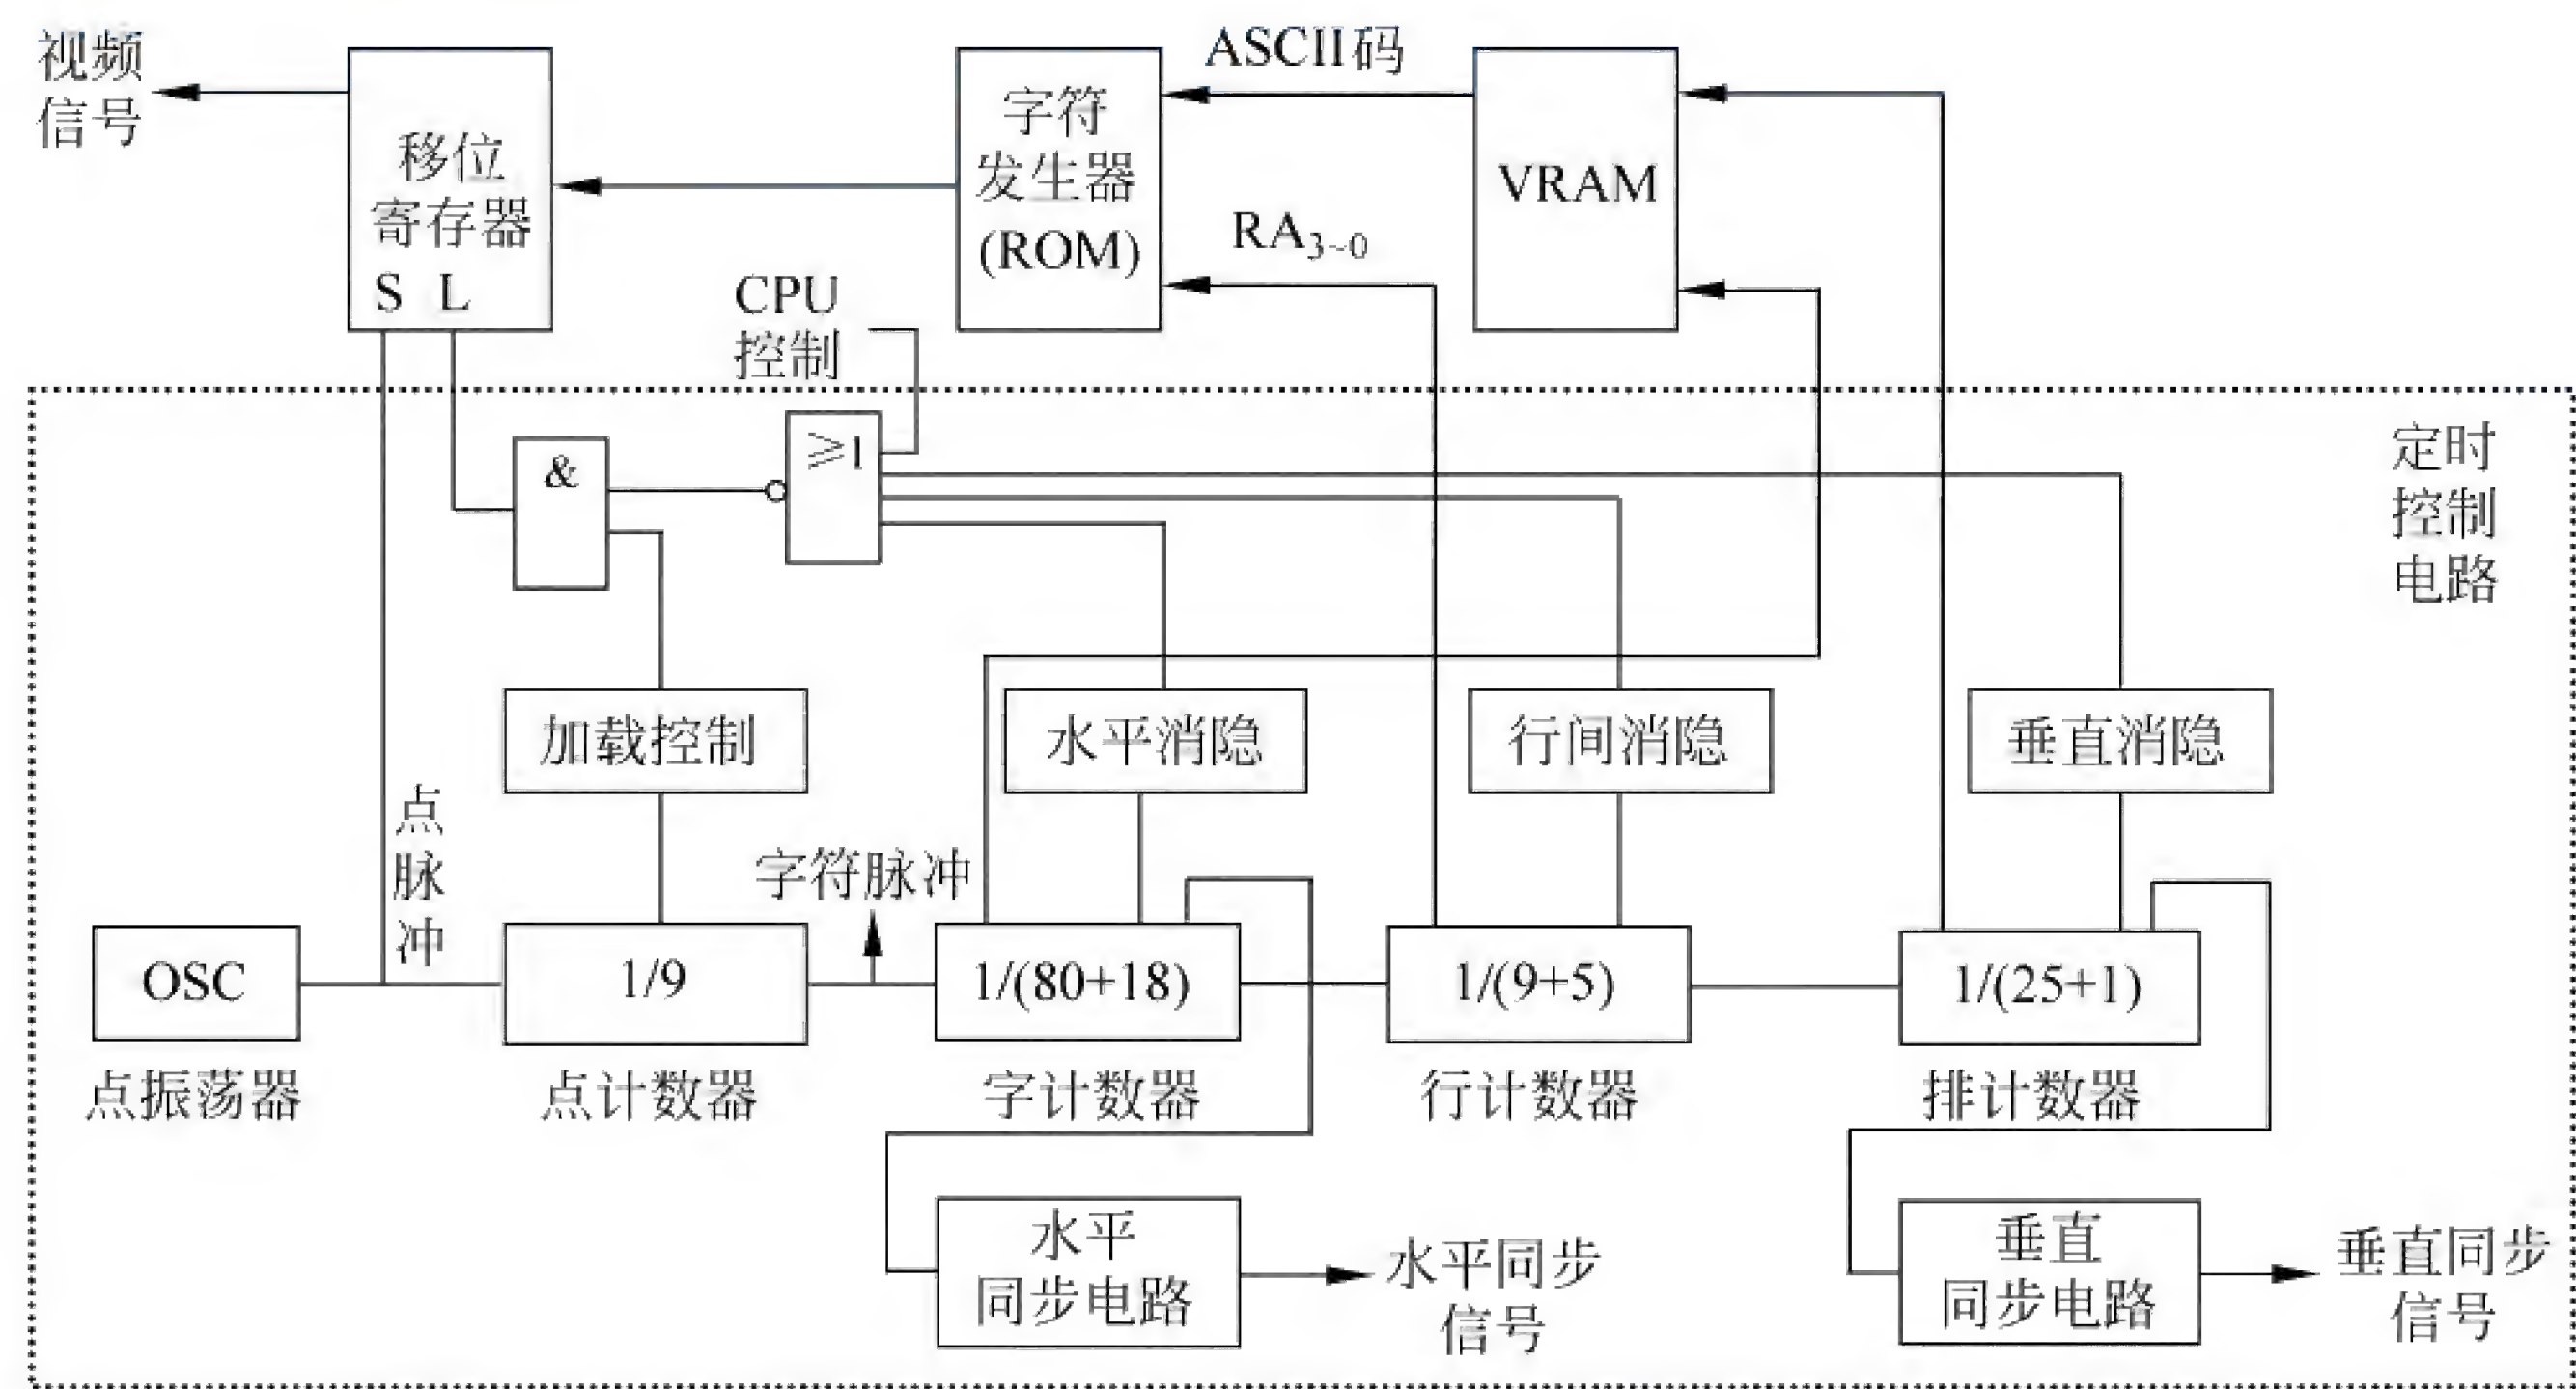 视频
信号
移位
寄存器
S L
字符
发生器
(ROM)
ASCII码
RA3~0
VRAM
CPU
控制
&
≥1
定时
控制
电路
加载控制
水平消隐
行间消隐
垂直消隐
点
脉
冲
字符脉冲
OSC
1/9
1/(80+18)
1/(9+5)
1/(25+1)
点振荡器
点计数器
字计数器
行计数器
排计数器
水平
同步电路
水平同步
信号
垂直
同步电路
垂直同步
信号